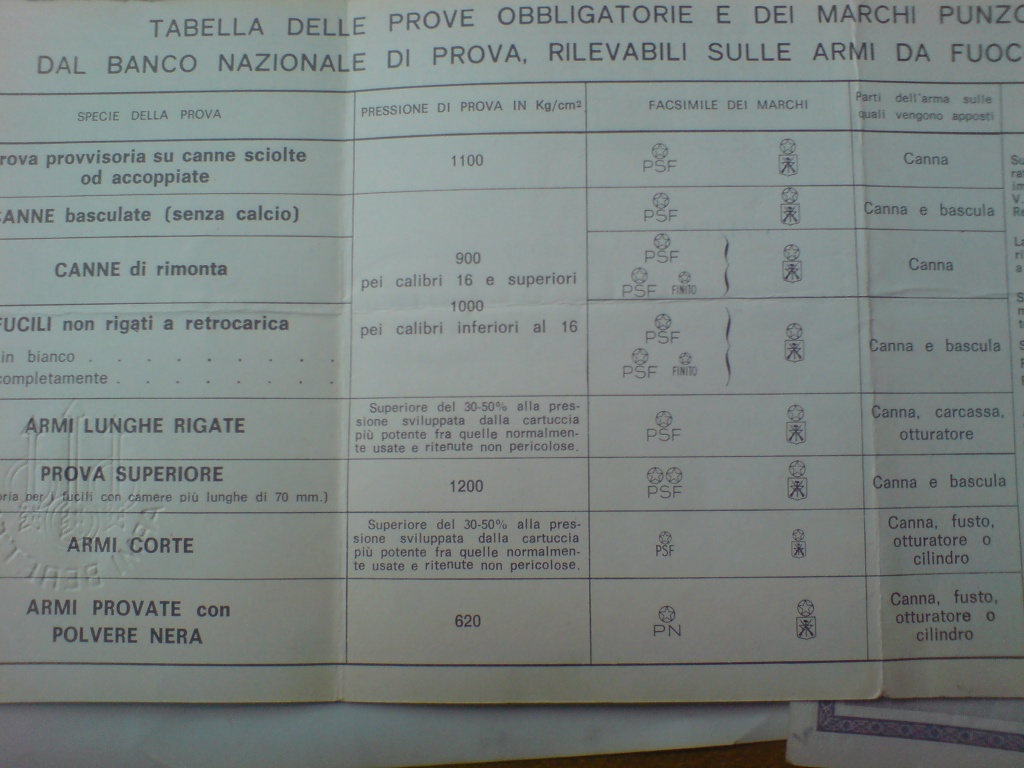 TABELLA DELLE PROVE OBBLIGATORIE E DEI MARCHI PUNZO
DAL BANCO NAZIONALE DI PROVA, RILEVABILI SULLE ARMI DA FUOC
SPECIE DELLA PROVA
PRESSIONE DI PROVA IN Kg/cm²
FACSIMILE DEI MARCHI
Parti dell'arma sulle
quali vengono apposti
rova provvisoria su canne sciolte
od accoppiate
1100
PSF
Canna
CANNE basculate (senza calcio)
PSF
Canna e bascula
CANNE di rimonta
900
pei calibri 16 e superiori
1000
pei calibri inferiori al 16
PSF
PSF FINITO
Canna
FUCILI non rigati a retrocarica
in bianco . . . . . . . .
completamente . . . . . . .
PSF
PSF FINITO
Canna e bascula
ARMI LUNGHE RIGATE
Superiore del 30-50% alla pres-
sione sviluppata dalla cartuccia
più potente fra quelle normalmen-
te usate e ritenute non pericolose.
PSF
Canna, carcassa,
otturatore
PROVA SUPERIORE
oria per i fucili con camere più lunghe di 70 mm.)
1200
PSF
Canna e bascula
ARMI CORTE
Superiore del 30-50% alla pres-
sione sviluppata dalla cartuccia
più potente fra quelle normalmen-
te usate e ritenute non pericolose.
PSF
Canna, fusto,
otturatore o
cilindro
ARMI PROVATE con
POLVERE NERA
620
PN
Canna, fusto,
otturatore o
cilindro